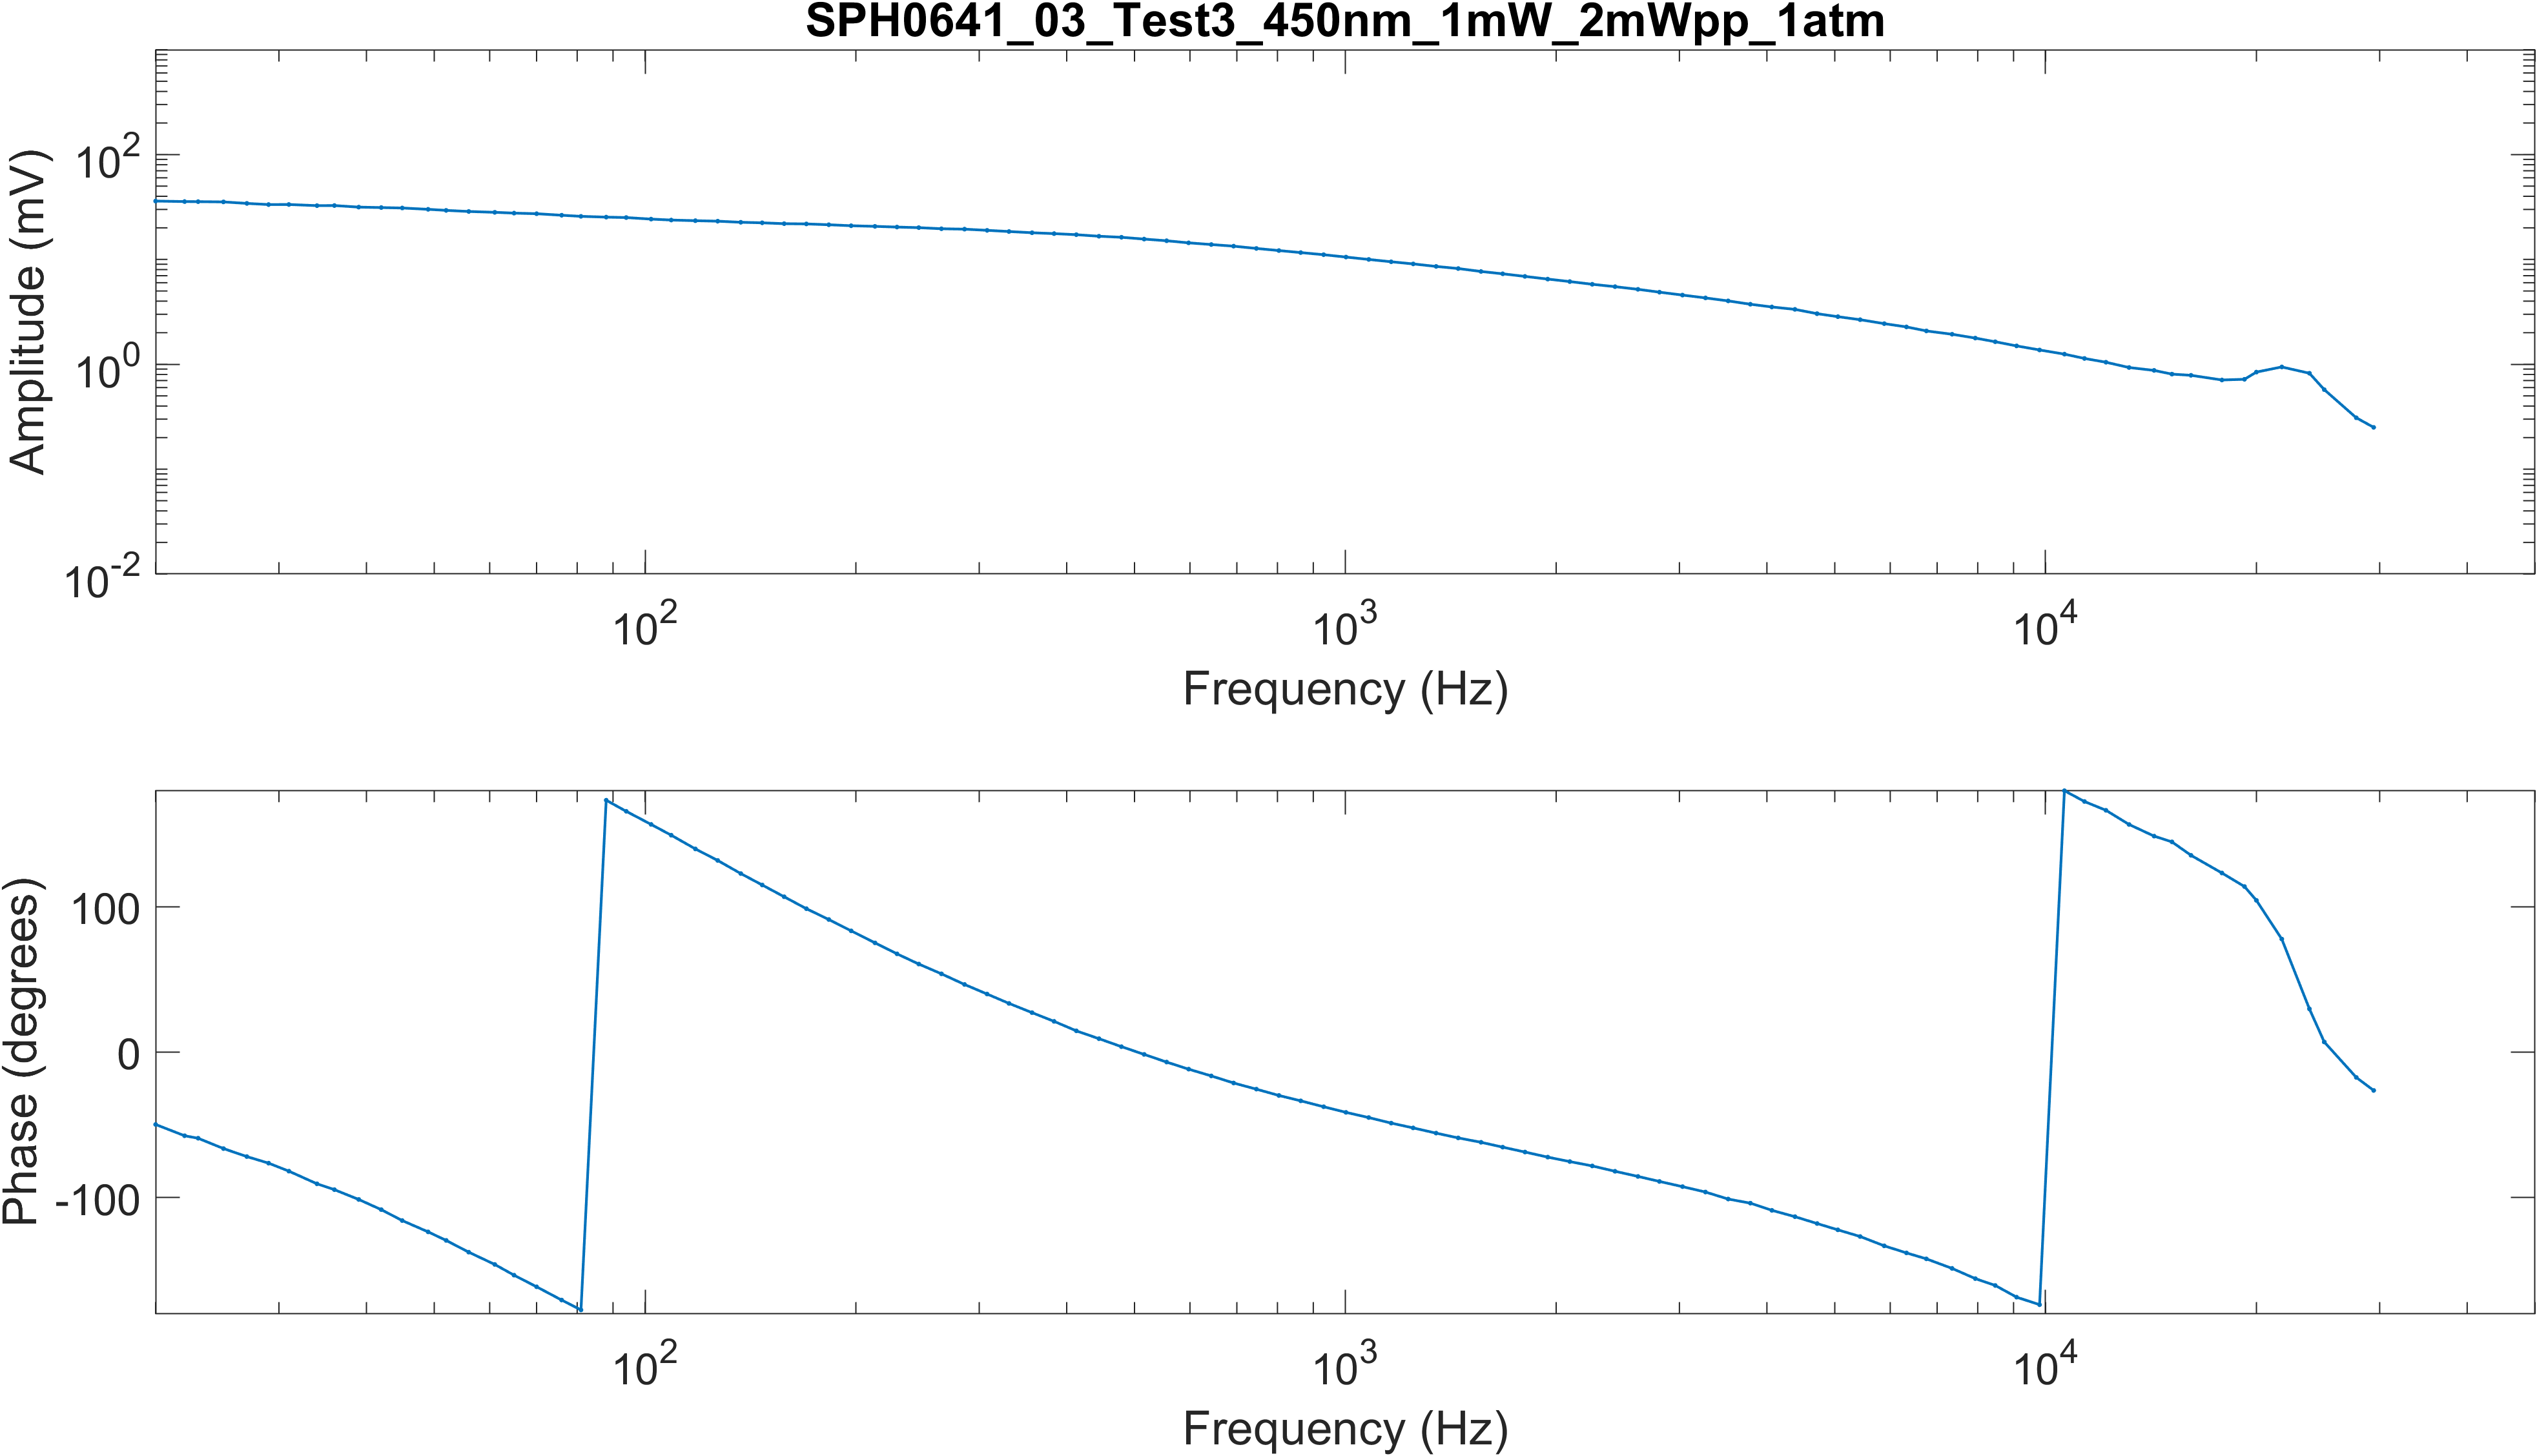 SPH0641_03_Test3_450nm_1mW_2mWpp_1atm
Amplitude (mV)
10^2
10^0
10^-2
10^2 10^3 10^4
Frequency (Hz)
Phase (degrees)
100
0
-100
10^2 10^3 10^4
Frequency (Hz)